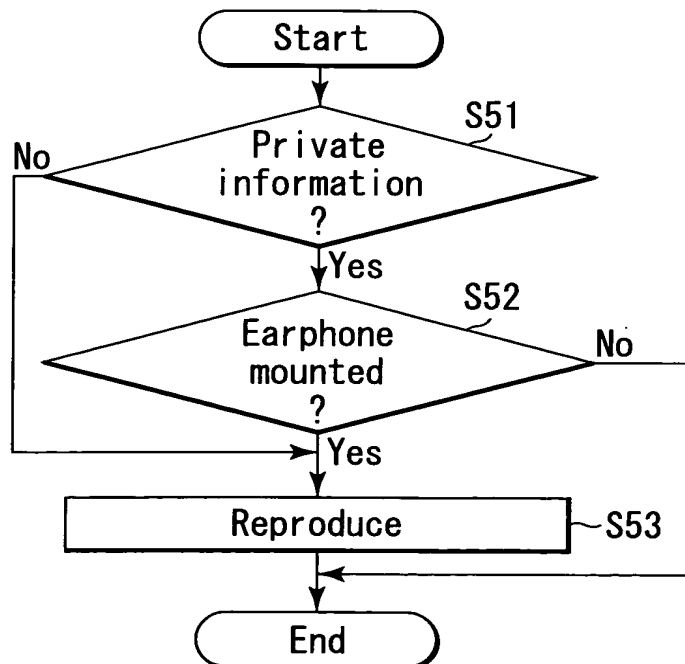 Start
S51
No
Private
information
?
Yes
S52
Earphone
mounted
?
No
Yes
Reproduce
S53
End